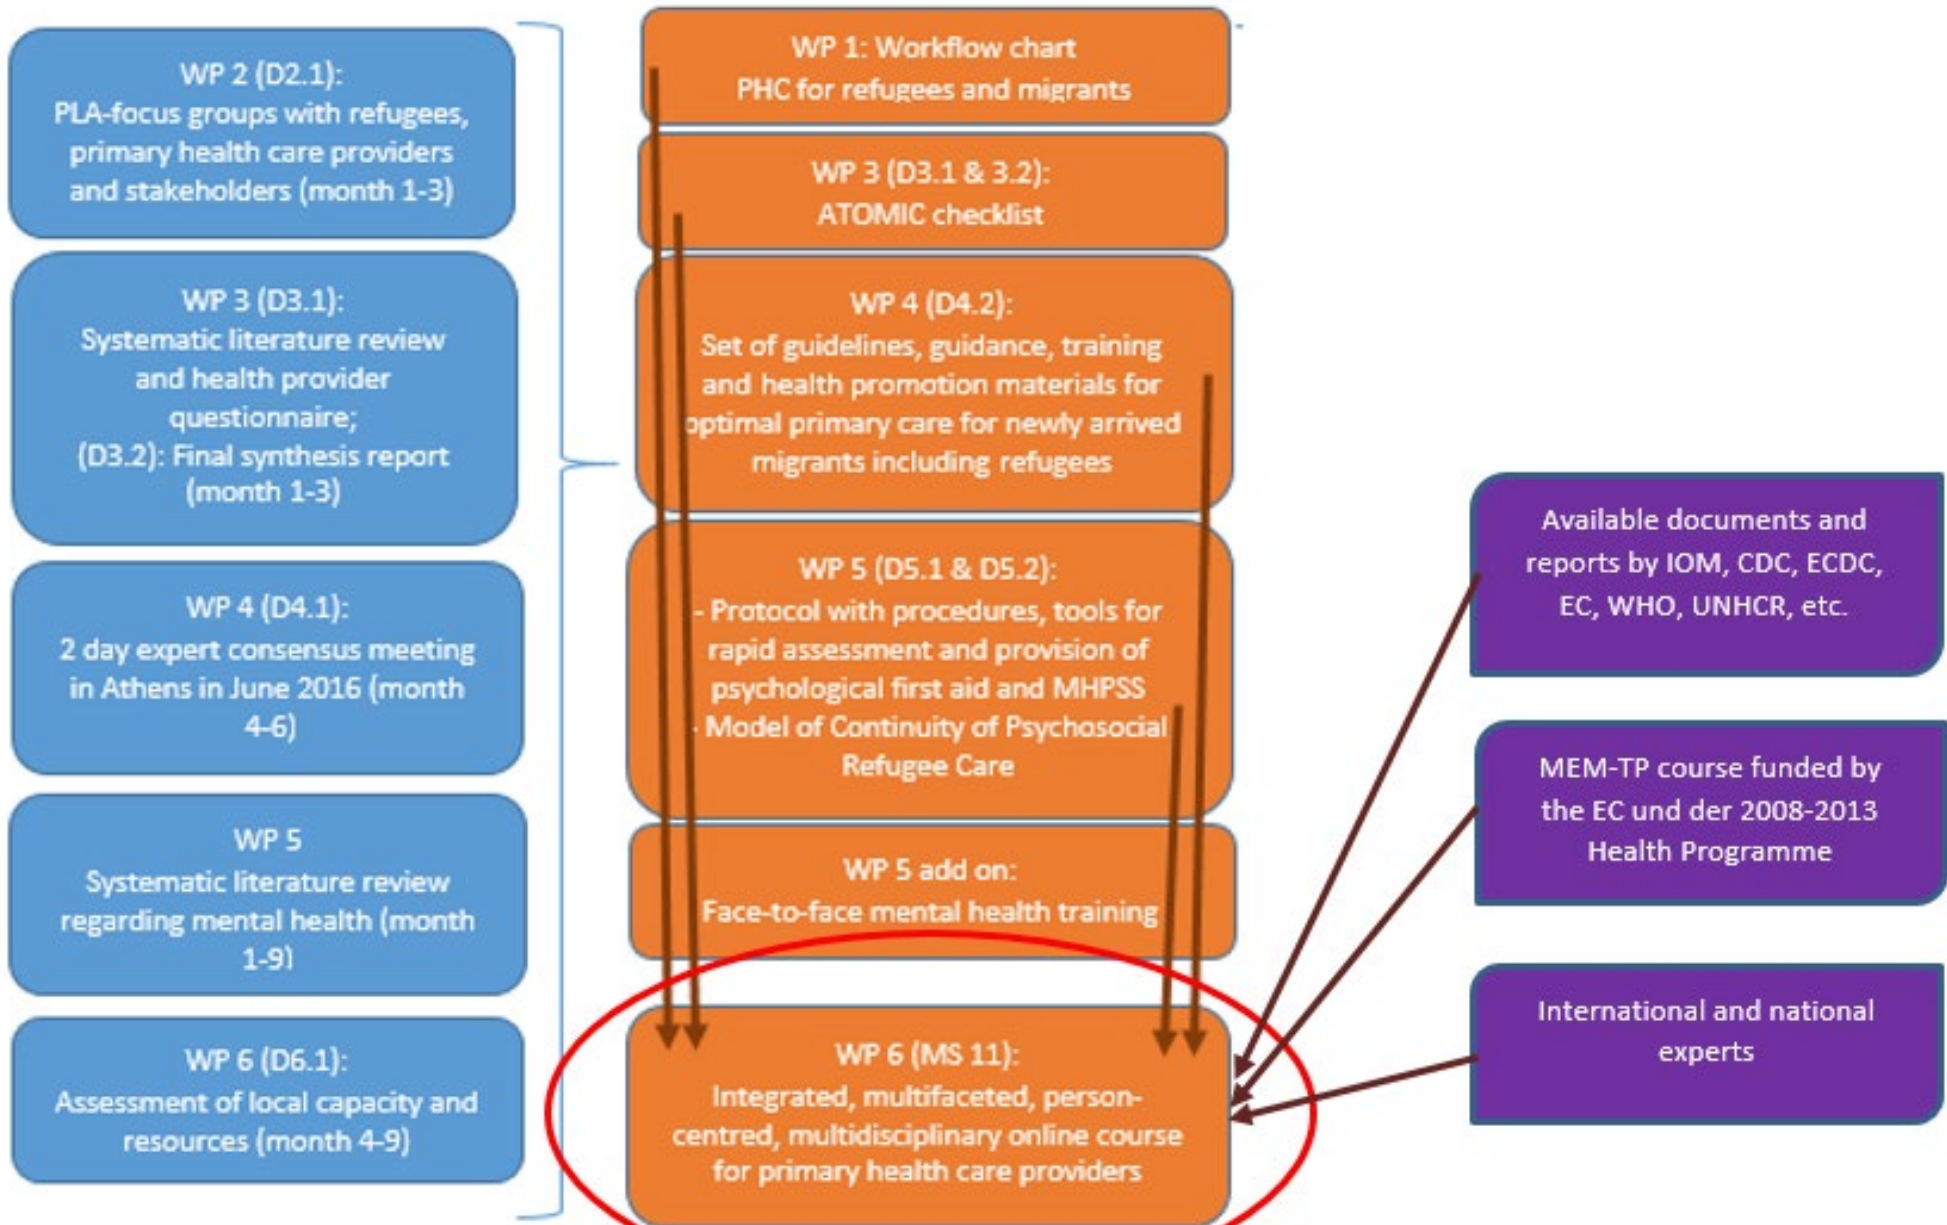 WP 2 (D2.1):
PLA-focus groups with refugees,
primary health care providers
and stakeholders (month 1-3)
WP 3 (D3.1):
Systematic literature review
and health provider
questionnaire;
(D3.2): Final synthesis report
(month 1-3)
WP 4 (D4.1):
2 day expert consensus meeting
in Athens in June 2016 (month
4-6)
WP 5
Systematic literature review
regarding mental health (month
1-9)
WP 6 (D6.1):
Assessment of local capacity and
resources (month 4-9)
WP 1: Workflow chart
PHC for refugees and migrants
WP 3 (D3.1 & 3.2):
ATOMIC checklist
WP 4 (D4.2):
Set of guidelines, guidance, training
and health promotion materials for
optimal primary care for newly arrived
migrants including refugees
WP 5 (D5.1 & D5.2):
- Protocol with procedures, tools for
rapid assessment and provision of
psychological first aid and MHPSS
- Model of Continuity of Psychosocial
Refugee Care
WP 5 add on:
Face-to-face mental health training
WP 6 (MS 11):
Integrated, multifaceted, person-
centred, multidisciplinary online course
for primary health care providers
Available documents and
reports by IOM, CDC, ECDC,
EC, WHO, UNHCR, etc.
MEM-TP course funded by
the EC und der 2008-2013
Health Programme
International and national
experts